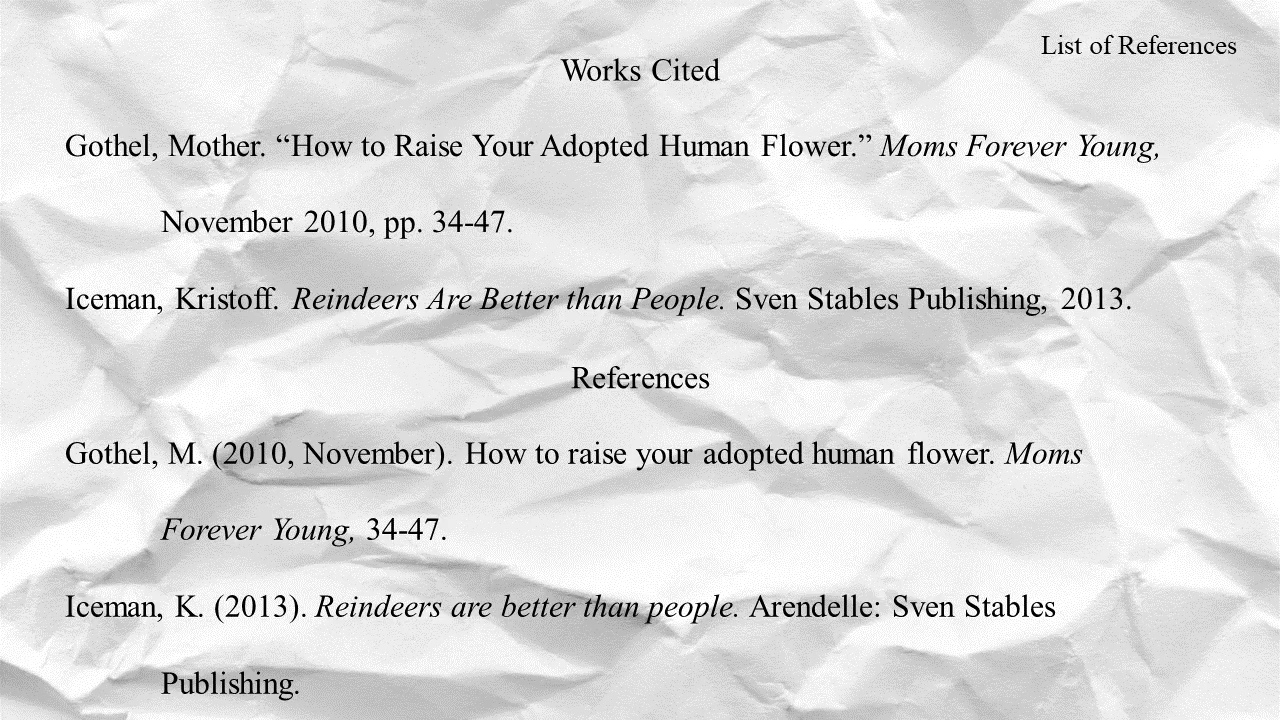 List of References
Works Cited
Gothel, Mother. “How to Raise Your Adopted Human Flower.” Moms Forever Young,
November 2010, pp. 34-47.
Iceman, Kristoff. Reindeers Are Better than People. Sven Stables Publishing, 2013.
References
Gothel, M. (2010, November). How to raise your adopted human flower. Moms
Forever Young, 34-47.
Iceman, K. (2013). Reindeers are better than people. Arendelle: Sven Stables
Publishing.